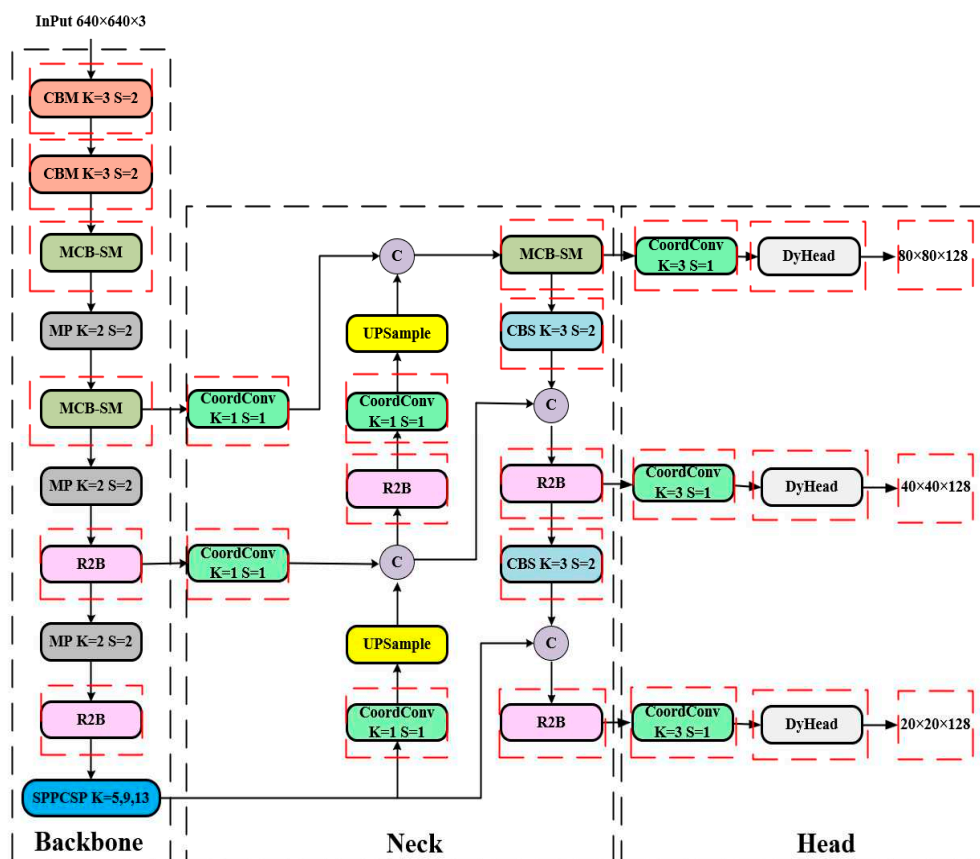 InPut 640×640×3
CBM K=3 S=2
CBM K=3 S=2
MCB-SM
MP K=2 S=2
MCB-SM
MP K=2 S=2
R2B
MP K=2 S=2
R2B
SPPCSP K=5,9,13
Backbone
CoordConv
K=1 S=1
CoordConv
K=1 S=1
C
UPSample
CoordConv
K=1 S=1
R2B
C
UPSample
CoordConv
K=1 S=1
MCB-SM
CBS K=3 S=2
C
R2B
CBS K=3 S=2
C
R2B
Neck
CoordConv
K=3 S=1
DyHead
80×80×128
CoordConv
K=3 S=1
DyHead
40×40×128
CoordConv
K=3 S=1
DyHead
20×20×128
Head